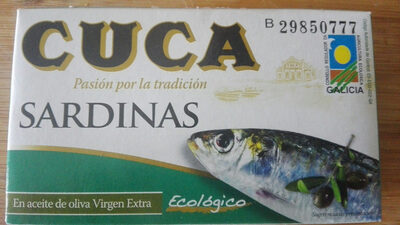 B 29850777
CUCA
Pasión por la tradición
SARDINAS
GALICIA
En aceite de oliva Virgen Extra
Ecológico